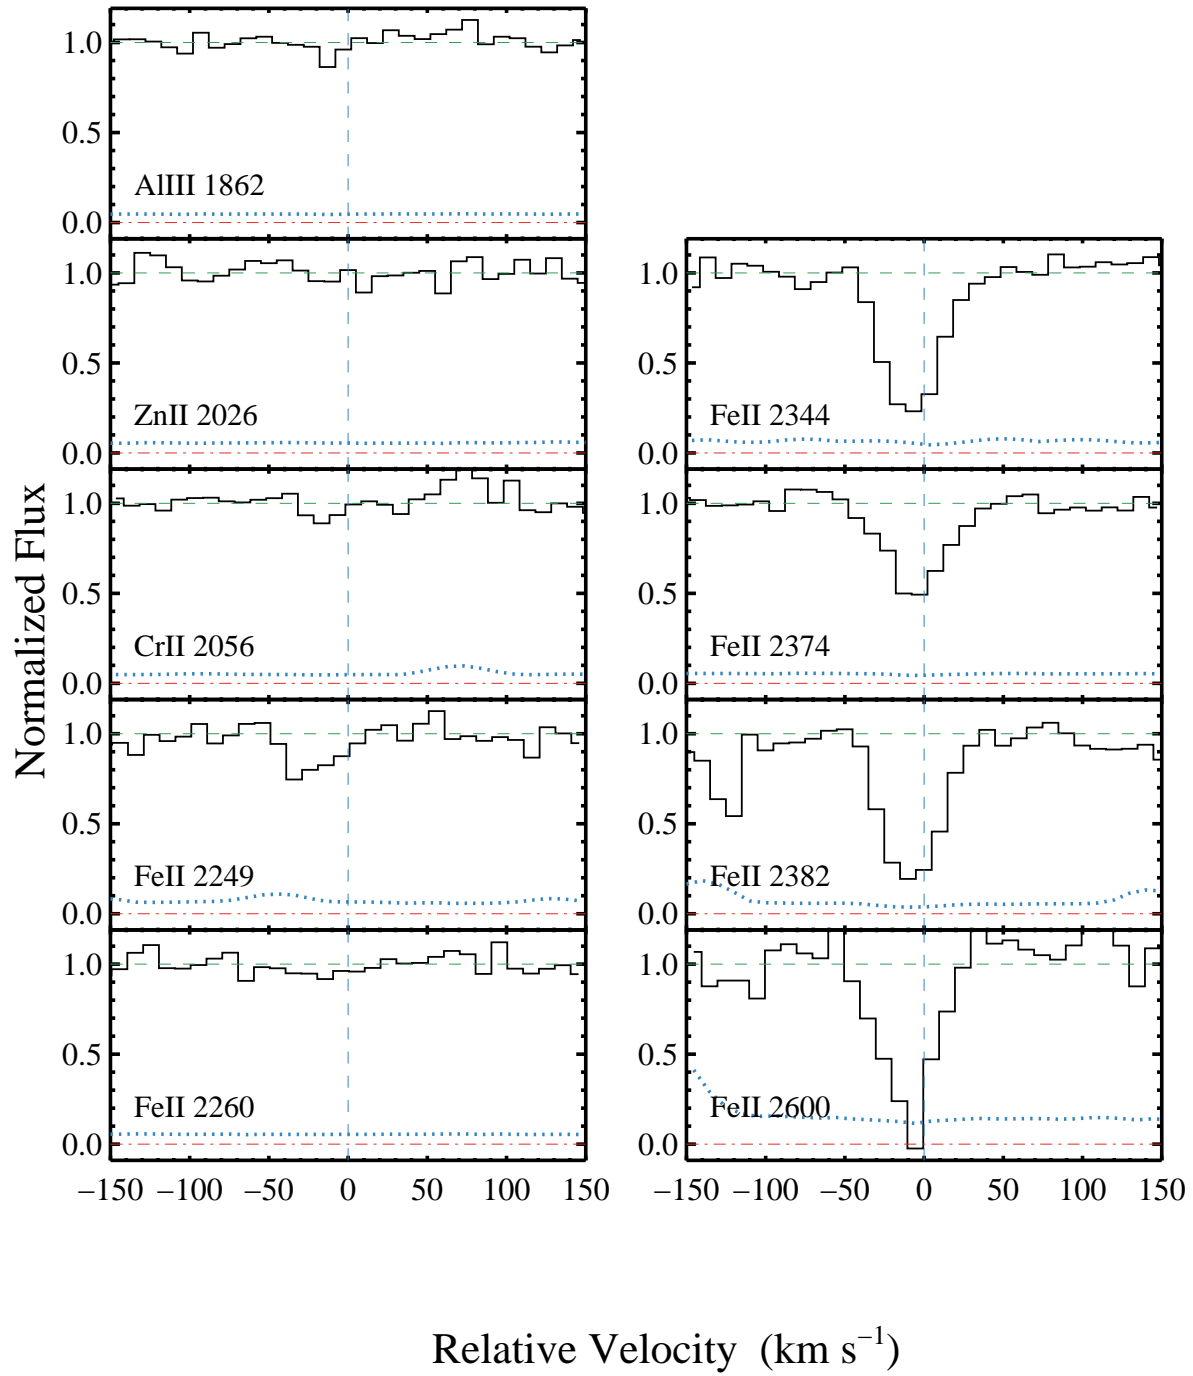 1.0
0.5
AlIII 1862
0.0
1.0
0.5
ZnII 2026
0.0
1.0
0.5
CrII 2056
0.0
1.0
0.5
FeII 2249
0.0
1.0
0.5
FeII 2260
0.0
−150 −100 −50 0 50 100 150
1.0
0.5
FeII 2344
0.0
1.0
0.5
FeII 2374
0.0
1.0
0.5
FeII 2382
0.0
1.0
0.5
FeII 2600
0.0
−150 −100 −50 0 50 100 150
Normalized Flux
Relative Velocity (km s⁻¹)